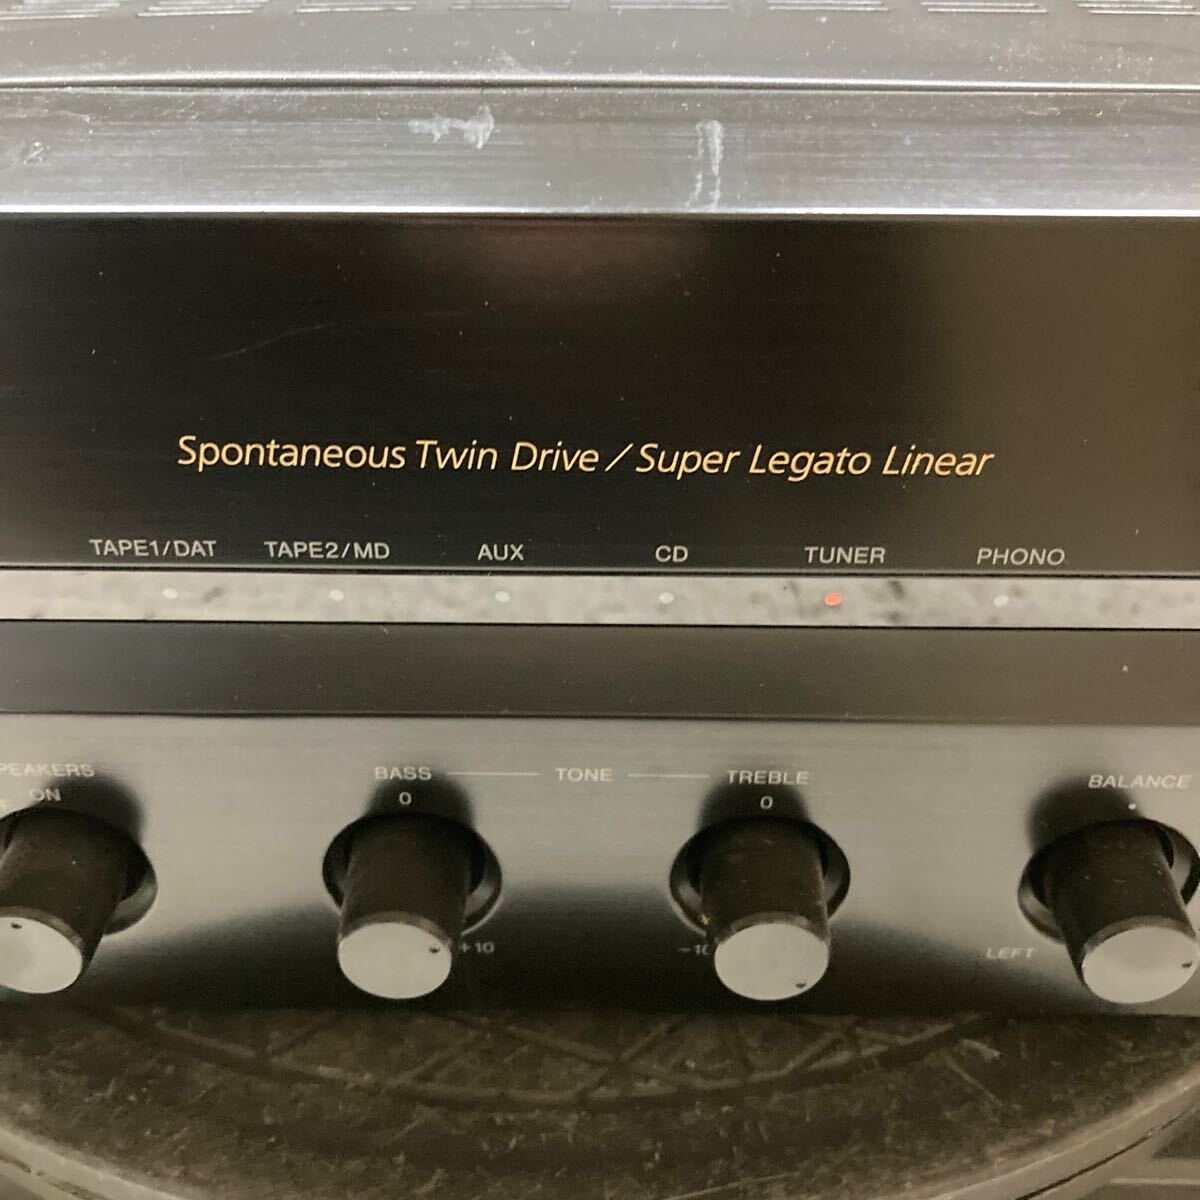 Spontaneous Twin Drive / Super Legato Linear
TAPE1/DAT TAPE2/MD AUX CD TUNER PHONO
BASS TONE TREBLE BALANCE
ON 0 0
+10 LEFT